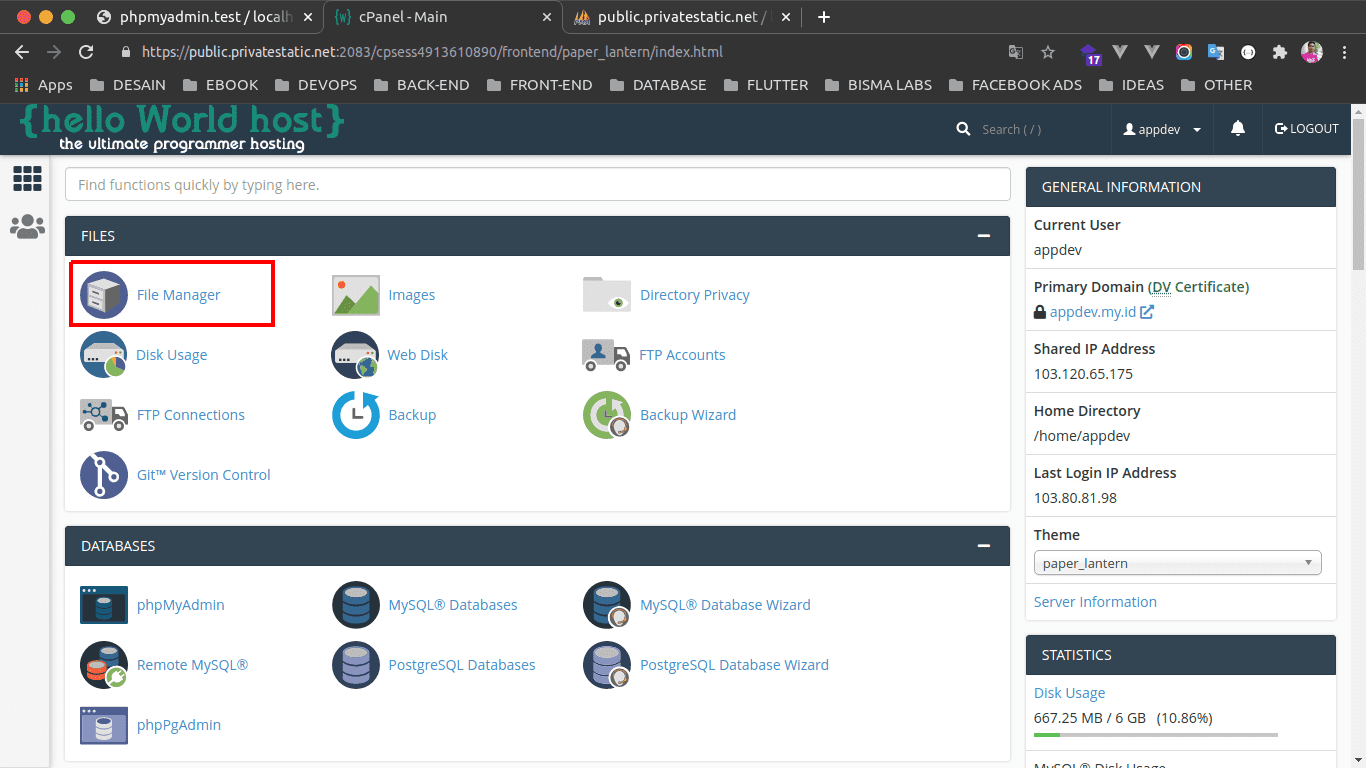 phpmyadmin.test / localh
cPanel - Main
public.privatestatic.net /
https://public.privatestatic.net:2083/cpsess4913610890/frontend/paper_lantern/index.html
17
Apps
DESAIN
EBOOK
DEVOPS
BACK-END
FRONT-END
DATABASE
FLUTTER
BISMA LABS
FACEBOOK ADS
IDEAS
OTHER
{hello World host}
the ultimate programmer hosting
Search ( / )
appdev
LOGOUT
Find functions quickly by typing here.
FILES
File Manager
Images
Directory Privacy
Disk Usage
Web Disk
FTP Accounts
FTP Connections
Backup
Backup Wizard
Git™ Version Control
DATABASES
phpMyAdmin
MySQL® Databases
MySQL® Database Wizard
Remote MySQL®
PostgreSQL Databases
PostgreSQL Database Wizard
phpPgAdmin
GENERAL INFORMATION
Current User
appdev
Primary Domain (DV Certificate)
appdev.my.id
Shared IP Address
103.120.65.175
Home Directory
/home/appdev
Last Login IP Address
103.80.81.98
Theme
paper_lantern
Server Information
STATISTICS
Disk Usage
667.25 MB / 6 GB (10.86%)
MySQL® Disk Usage